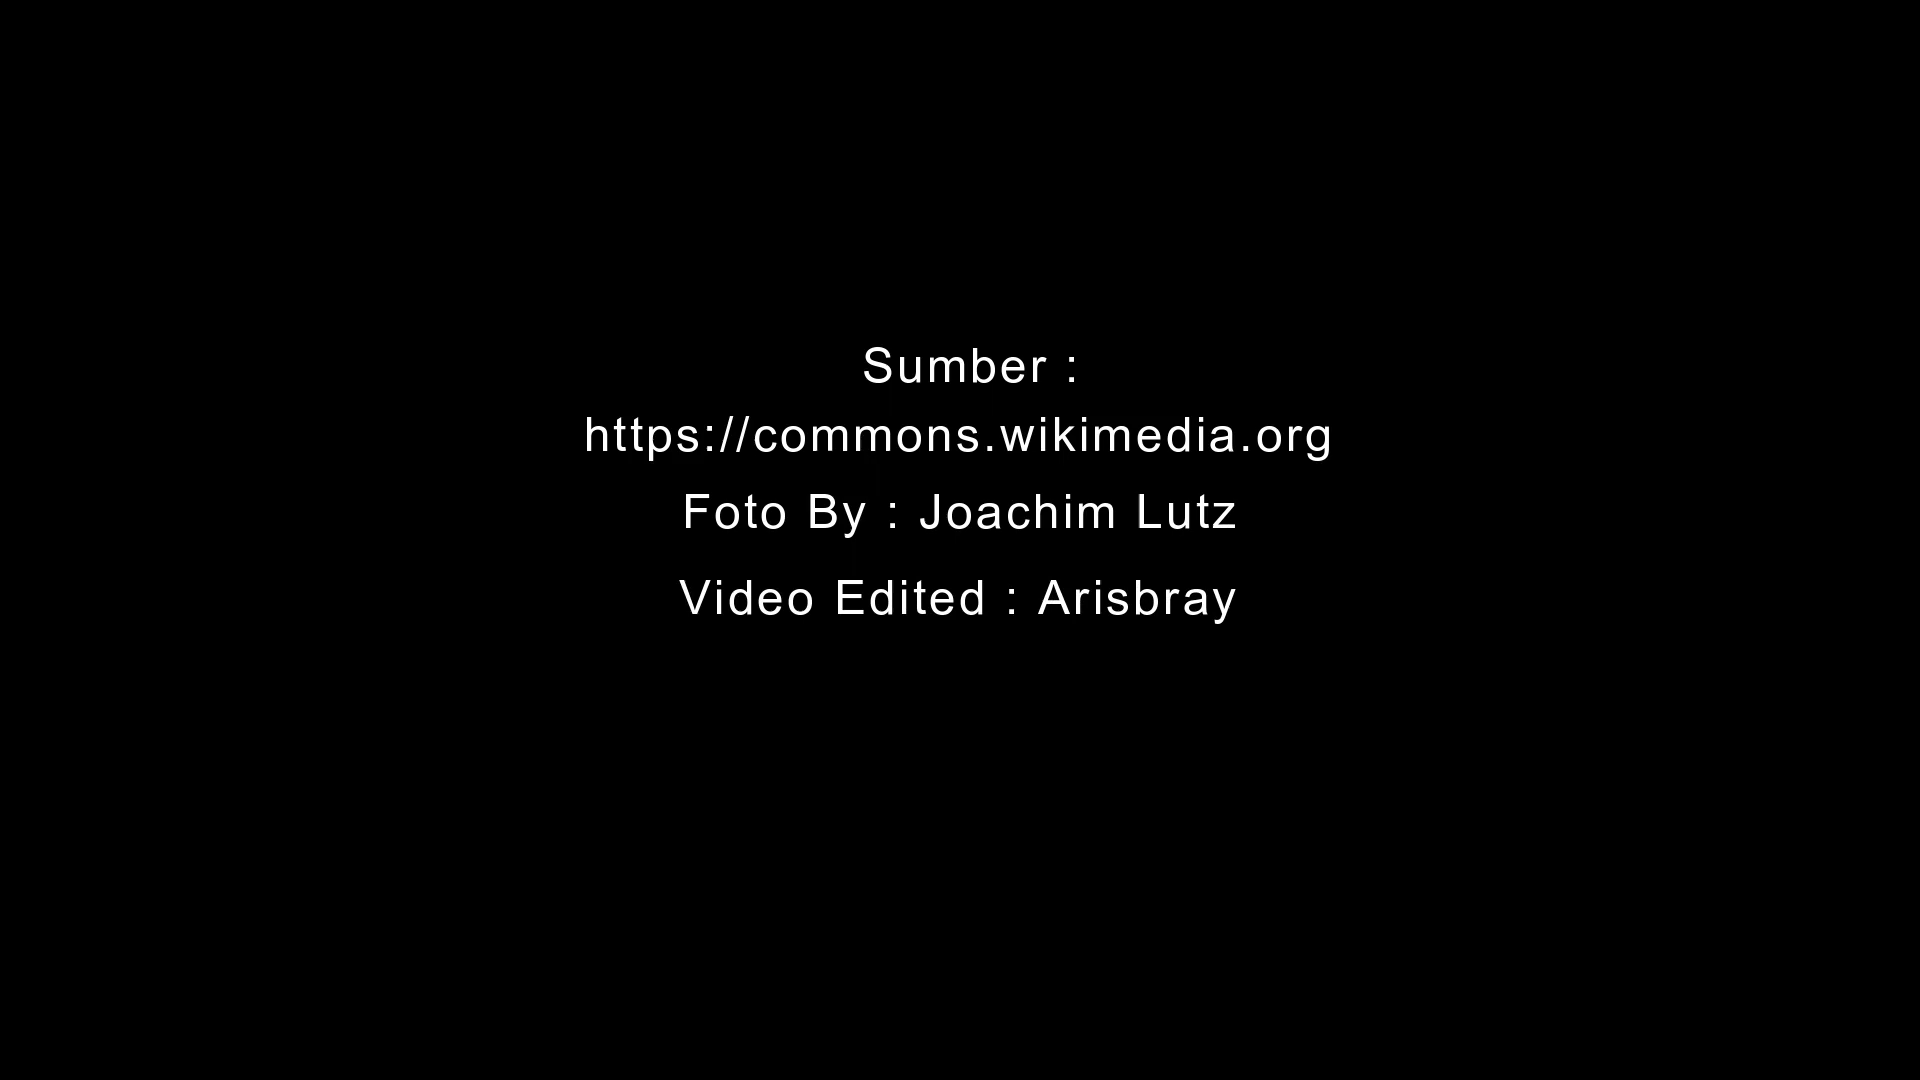 Sumber :
https://commons.wikimedia.org
Foto By : Joachim Lutz
Video Edited : Arisbray